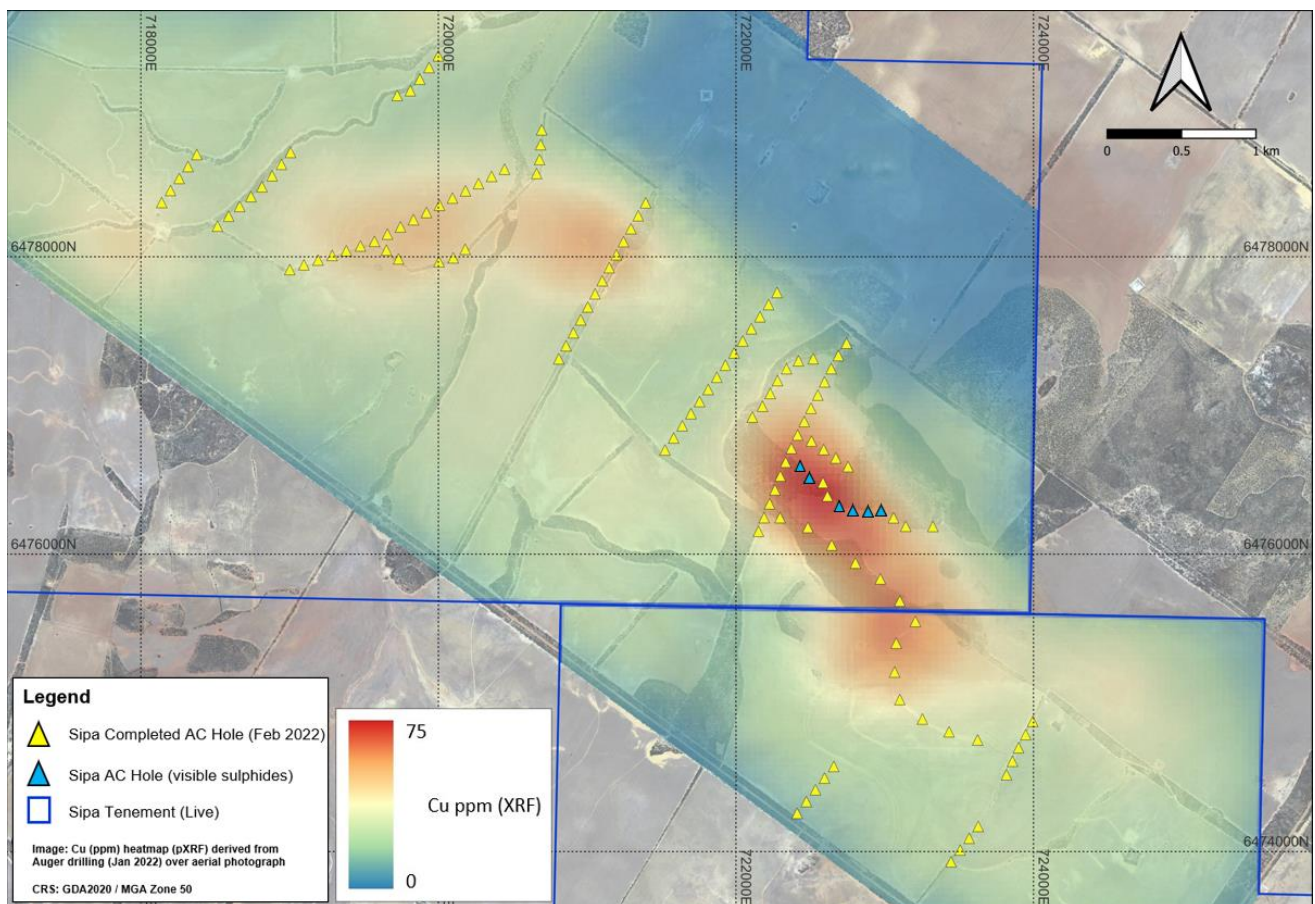 718000E
720000E
722000E
724000E
0 0.5 1 km
6478000N
6478000N
6476000N
6476000N
6474000N
722000E
724000E
Legend
Sipa Completed AC Hole (Feb 2022)
Sipa AC Hole (visible sulphides)
Sipa Tenement (Live)
Image: Cu (ppm) heatmap (pXRF) derived from
Auger drilling (Jan 2022) over aerial photograph
CRS: GDA2020 / MGA Zone 50
75
Cu ppm (XRF)
0